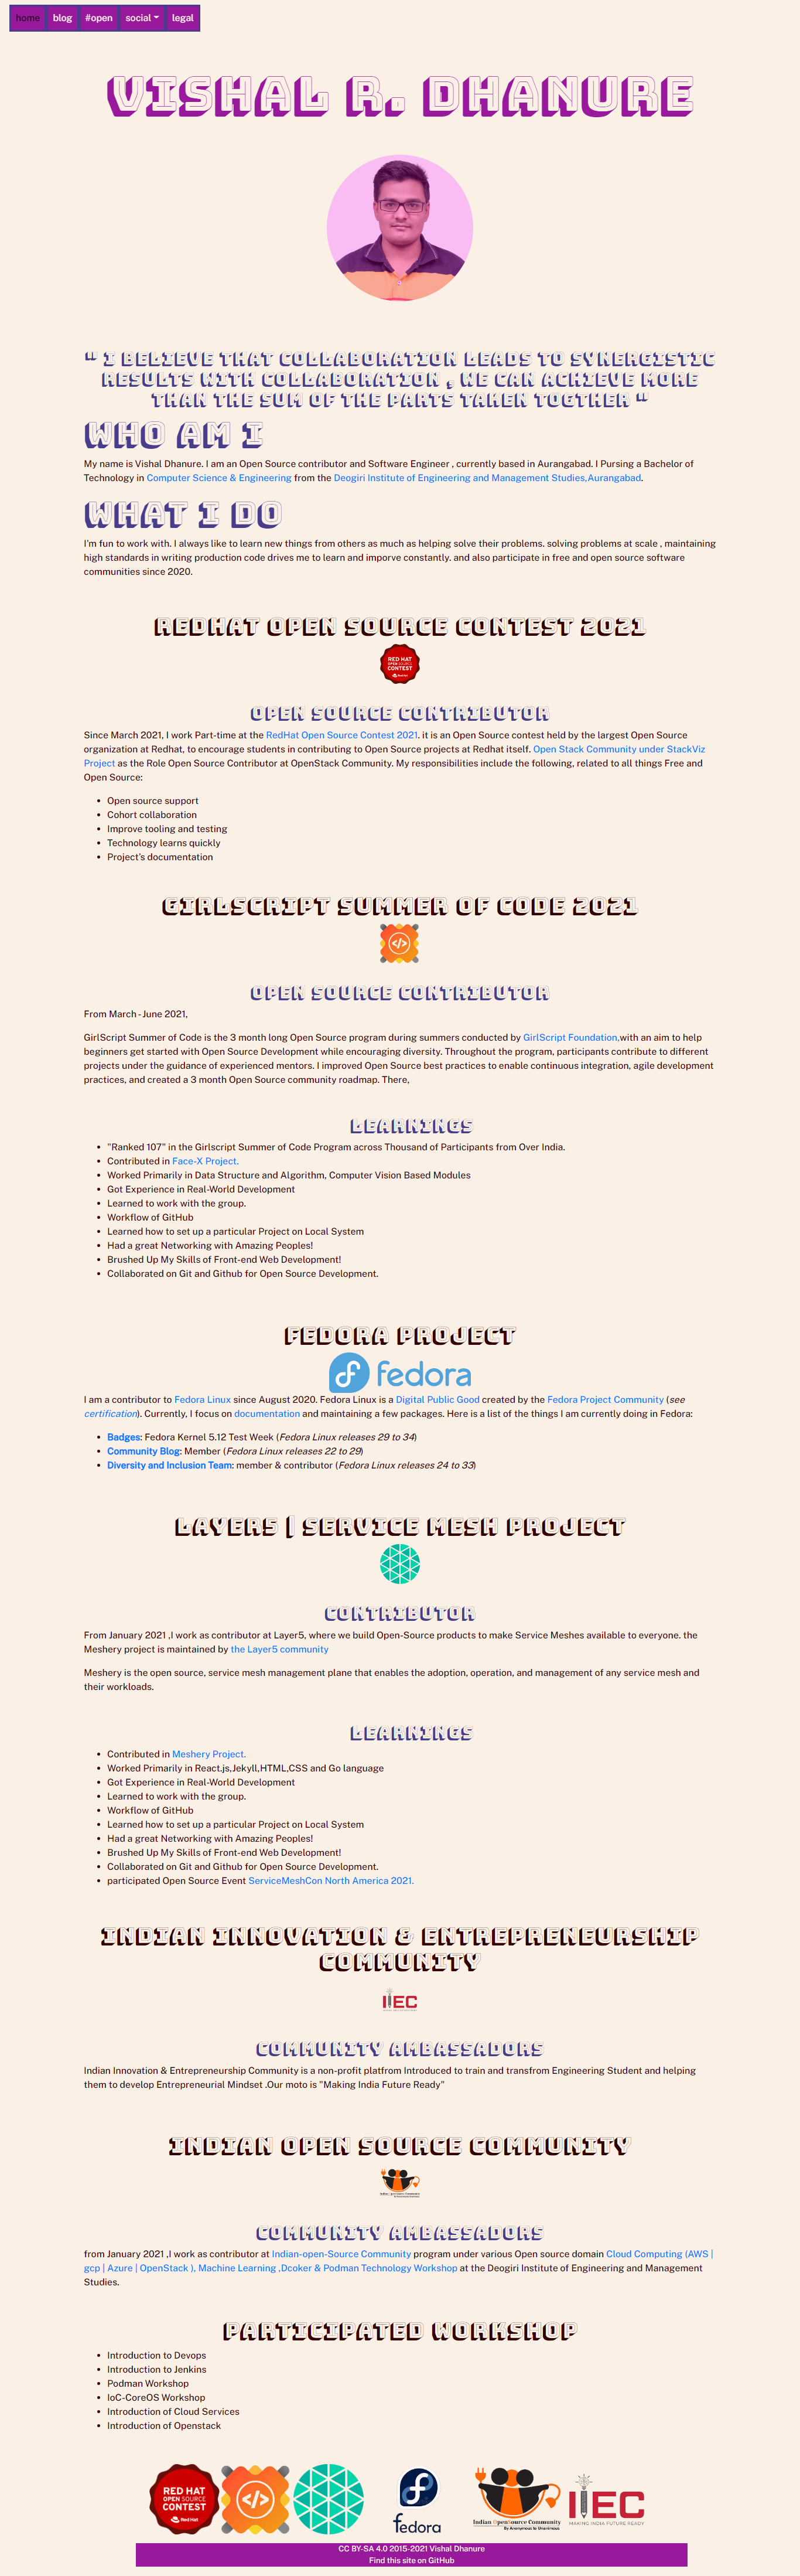 home blog #open social legal
VISHAL R. DHANURE
" I BELIEVE THAT COLLABORATION LEADS TO SYNERGISTIC
RESULTS WITH COLLABORATION , WE CAN ACHIEVE MORE
THAN THE SUM OF THE PARTS TAKEN TOGTHER "
WHO AM I
My name is Vishal Dhanure. I am an Open Source contributor and Software Engineer , currently based in Aurangabad. I Pursing a Bachelor of
Technology in Computer Science & Engineering from the Deogiri Institute of Engineering and Management Studies,Aurangabad.
WHAT I DO
I'm fun to work with. I always like to learn new things from others as much as helping solve their problems. solving problems at scale , maintaining
high standards in writing production code drives me to learn and imporve constantly. and also participate in free and open source software
communities since 2020.
REDHAT OPEN SOURCE CONTEST 2021
RED HAT
OPEN SOURCE
CONTEST
OPEN SOURCE CONTRIBUTOR
Since March 2021, I work Part-time at the RedHat Open Source Contest 2021. it is an Open Source contest held by the largest Open Source
organization at Redhat, to encourage students in contributing to Open Source projects at Redhat itself. Open Stack Community under StackViz
Project as the Role Open Source Contributor at OpenStack Community. My responsibilities include the following, related to all things Free and
Open Source:
• Open source support
• Cohort collaboration
• Improve tooling and testing
• Technology learns quickly
• Project's documentation
GIRLSCRIPT SUMMER OF CODE 2021
</>
OPEN SOURCE CONTRIBUTOR
From March - June 2021,
GirlScript Summer of Code is the 3 month long Open Source program during summers conducted by GirlScript Foundation,with an aim to help
beginners get started with Open Source Development while encouraging diversity. Throughout the program, participants contribute to different
projects under the guidance of experienced mentors. I improved Open Source best practices to enable continuous integration, agile development
practices, and created a 3 month Open Source community roadmap. There,
LEARNINGS
• "Ranked 107" in the Girlscript Summer of Code Program across Thousand of Participants from Over India.
• Contributed in Face-X Project.
• Worked Primarily in Data Structure and Algorithm, Computer Vision Based Modules
• Got Experience in Real-World Development
• Learned to work with the group.
• Workflow of GitHub
• Learned how to set up a particular Project on Local System
• Had a great Networking with Amazing Peoples!
• Brushed Up My Skills of Front-end Web Development!
• Collaborated on Git and Github for Open Source Development.
FEDORA PROJECT
fedora
I am a contributor to Fedora Linux since August 2020. Fedora Linux is a Digital Public Good created by the Fedora Project Community (see
certification). Currently, I focus on documentation and maintaining a few packages. Here is a list of the things I am currently doing in Fedora:
• Badges: Fedora Kernel 5.12 Test Week (Fedora Linux releases 29 to 34)
• Community Blog: Member (Fedora Linux releases 22 to 29)
• Diversity and Inclusion Team: member & contributor (Fedora Linux releases 24 to 33)
LAYER5 | SERVICE MESH PROJECT
CONTRIBUTOR
From January 2021 ,I work as contributor at Layer5, where we build Open-Source products to make Service Meshes available to everyone. the
Meshery project is maintained by the Layer5 community
Meshery is the open source, service mesh management plane that enables the adoption, operation, and management of any service mesh and
their workloads.
LEARNINGS
• Contributed in Meshery Project.
• Worked Primarily in React.js,Jekyll,HTML,CSS and Go language
• Got Experience in Real-World Development
• Learned to work with the group.
• Workflow of GitHub
• Learned how to set up a particular Project on Local System
• Had a great Networking with Amazing Peoples!
• Brushed Up My Skills of Front-end Web Development!
• Collaborated on Git and Github for Open Source Development.
• participated Open Source Event ServiceMeshCon North America 2021.
INDIAN INNOVATION & ENTREPRENEURSHIP
COMMUNITY
IIEC
COMMUNITY AMBASSADORS
Indian Innovation & Entrepreneurship Community is a non-profit platfrom Introduced to train and transfrom Engineering Student and helping
them to develop Entrepreneurial Mindset .Our moto is "Making India Future Ready"
INDIAN OPEN SOURCE COMMUNITY
COMMUNITY AMBASSADORS
from January 2021 ,I work as contributor at Indian-open-Source Community program under various Open source domain Cloud Computing (AWS |
gcp | Azure | OpenStack ), Machine Learning ,Dcoker & Podman Technology Workshop at the Deogiri Institute of Engineering and Management
Studies.
PARTICIPATED WORKSHOP
• Introduction to Devops
• Introduction to Jenkins
• Podman Workshop
• IoC-CoreOS Workshop
• Introduction of Cloud Services
• Introduction of Openstack
RED HAT
OPEN SOURCE
CONTEST
Red Hat
</>
fedora
Indian OpenSource Community
By Anonymous to Unanimous
IIEC
MAKING INDIA FUTURE READY
CC BY-SA 4.0 2015-2021 Vishal Dhanure
Find this site on GitHub